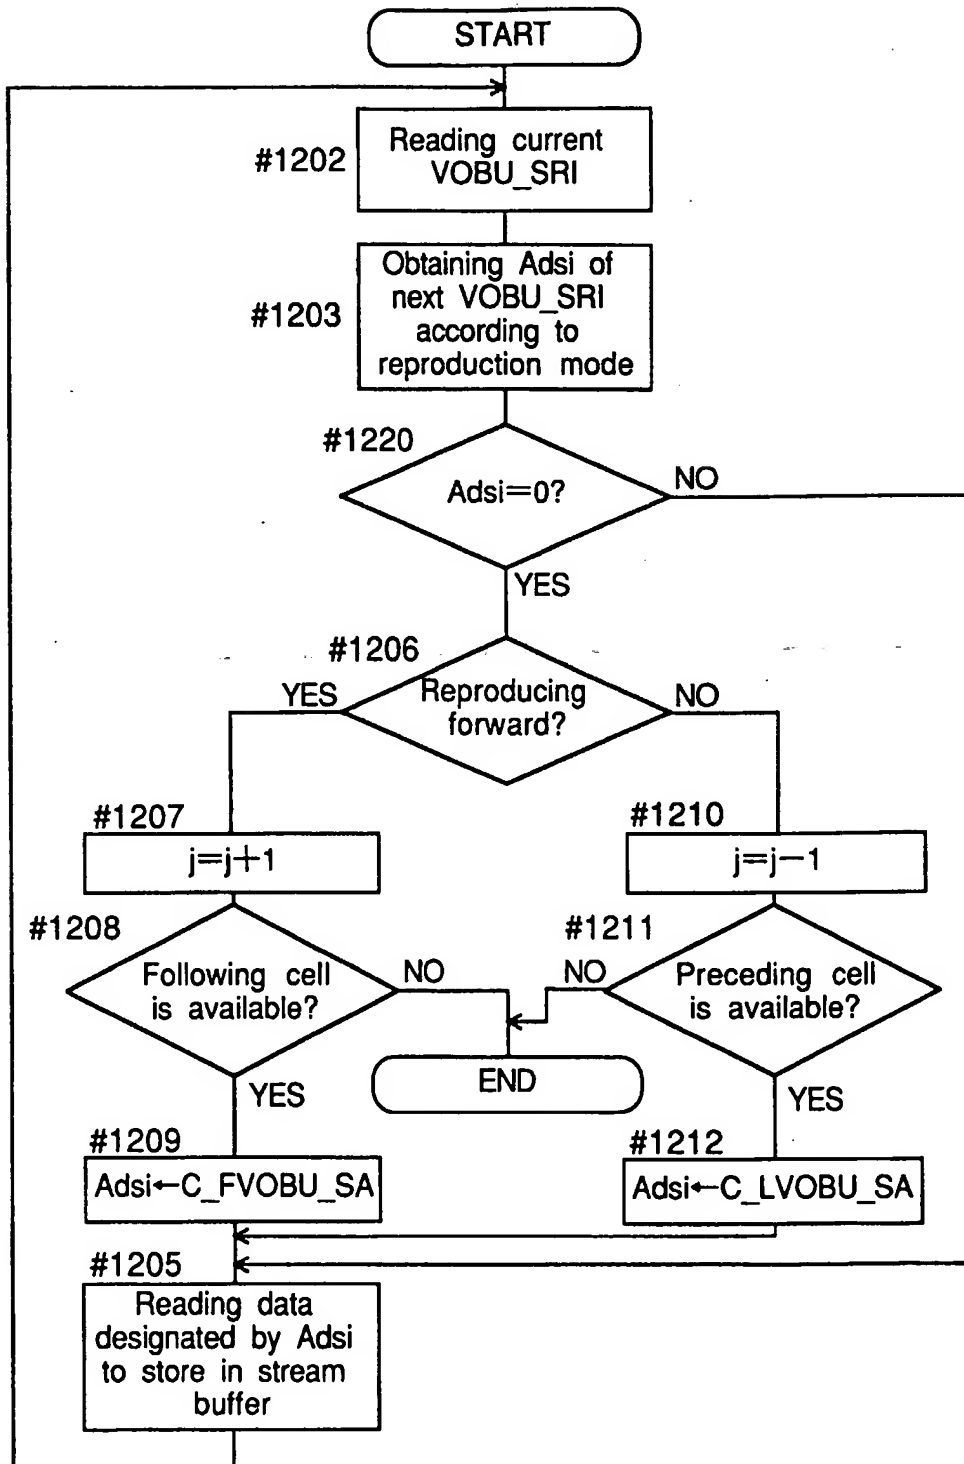 START
#1202
Reading current
VOBU_SRI
#1203
Obtaining Adsi of
next VOBU_SRI
according to
reproduction mode
#1220
Adsi=0?
NO
YES
#1206
Reproducing
forward?
YES
NO
#1207
j=j+1
#1210
j=j−1
#1208
Following cell
is available?
NO
#1211
Preceding cell
is available?
NO
END
YES
YES
#1209
Adsi←C_FVOBU_SA
#1212
Adsi←C_LVOBU_SA
#1205
Reading data
designated by Adsi
to store in stream
buffer